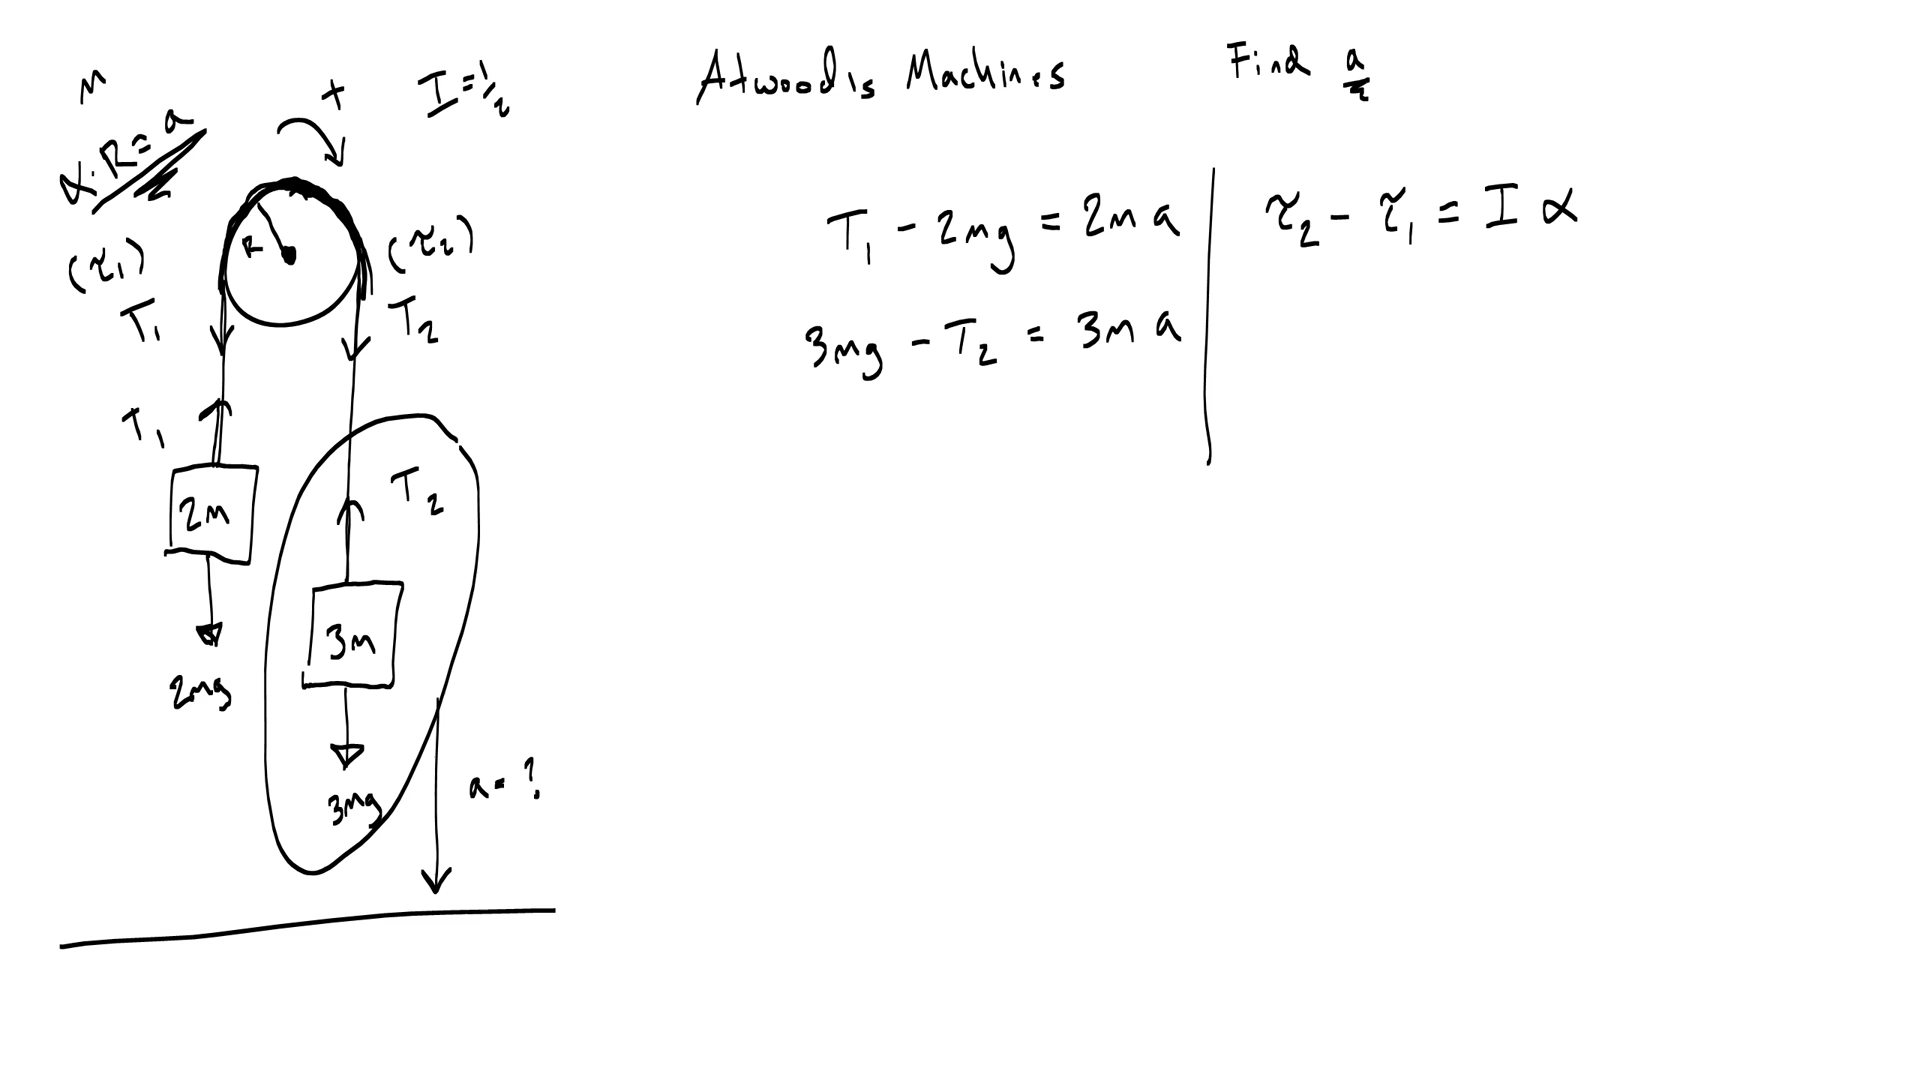 Atwood's Machines
Find a
m
α·R=a
+
I=1/2
R
(τ₁)
(τ₂)
T₁
T₂
T₁
T₂
2m
3m
2mg
3mg
a=?
T₁ - 2mg = 2m a
3mg - T₂ = 3m a
τ₂ - τ₁ = I α